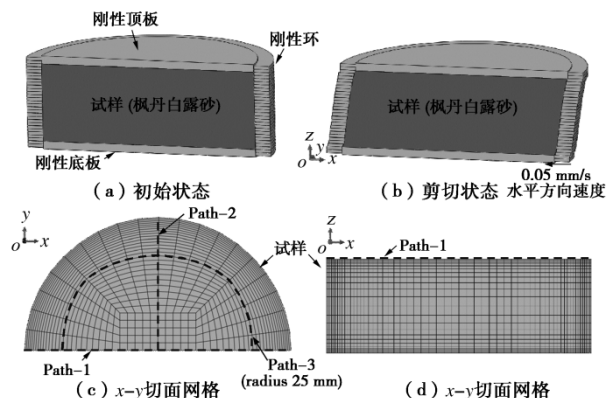 刚性顶板
刚性环
试样 (枫丹白露砂)
刚性底板
(a) 初始状态
试样 (枫丹白露砂)
z
y
o
x
0.05 mm/s
(b) 剪切状态 水平方向速度
y
o
x
Path-2
试样
Path-1
Path-3
(radius 25 mm)
(c) x-y切面网格
z
o
x
Path-1
(d) x-y切面网格